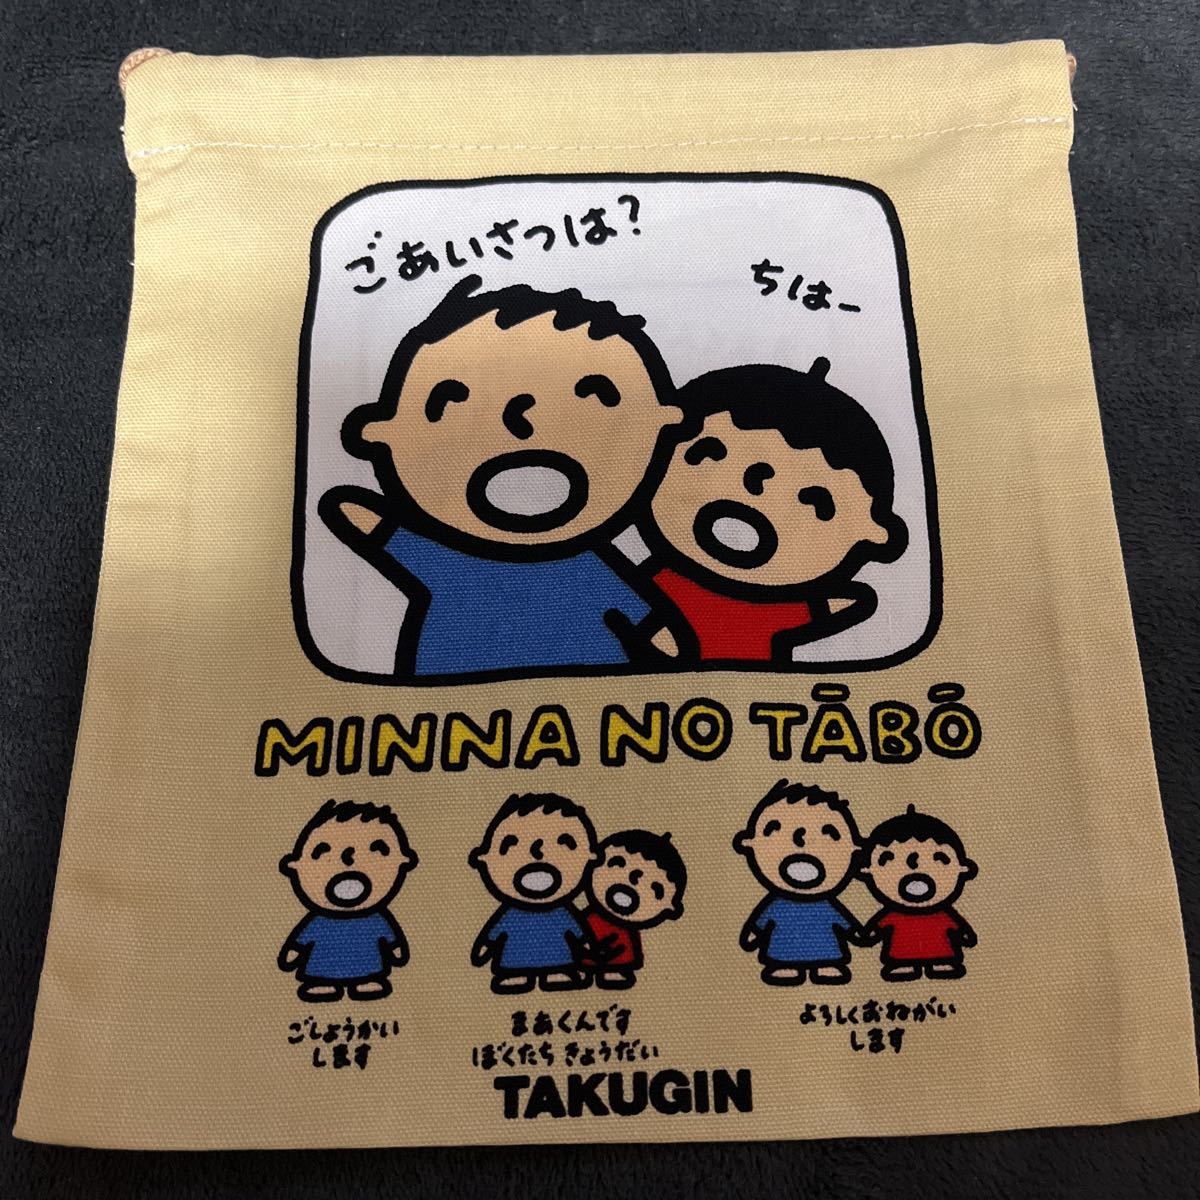 ごあいさつは?
ちはー
MINNA NO TĀBŌ
ごしょうかい
します
まあくんです
ぼくたち きょうだい
よろしくおねがい
します
TAKUGIN